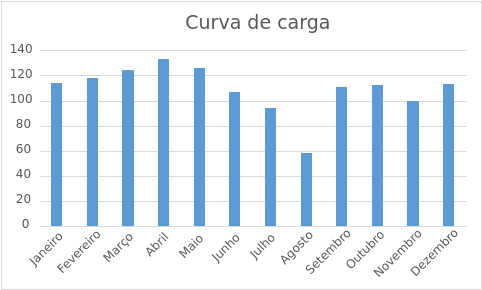 Curva de carga
140
120
100
80
60
40
20
0
Janeiro
Fevereiro
Março
Abril
Maio
Junho
Julho
Agosto
Setembro
Outubro
Novembro
Dezembro